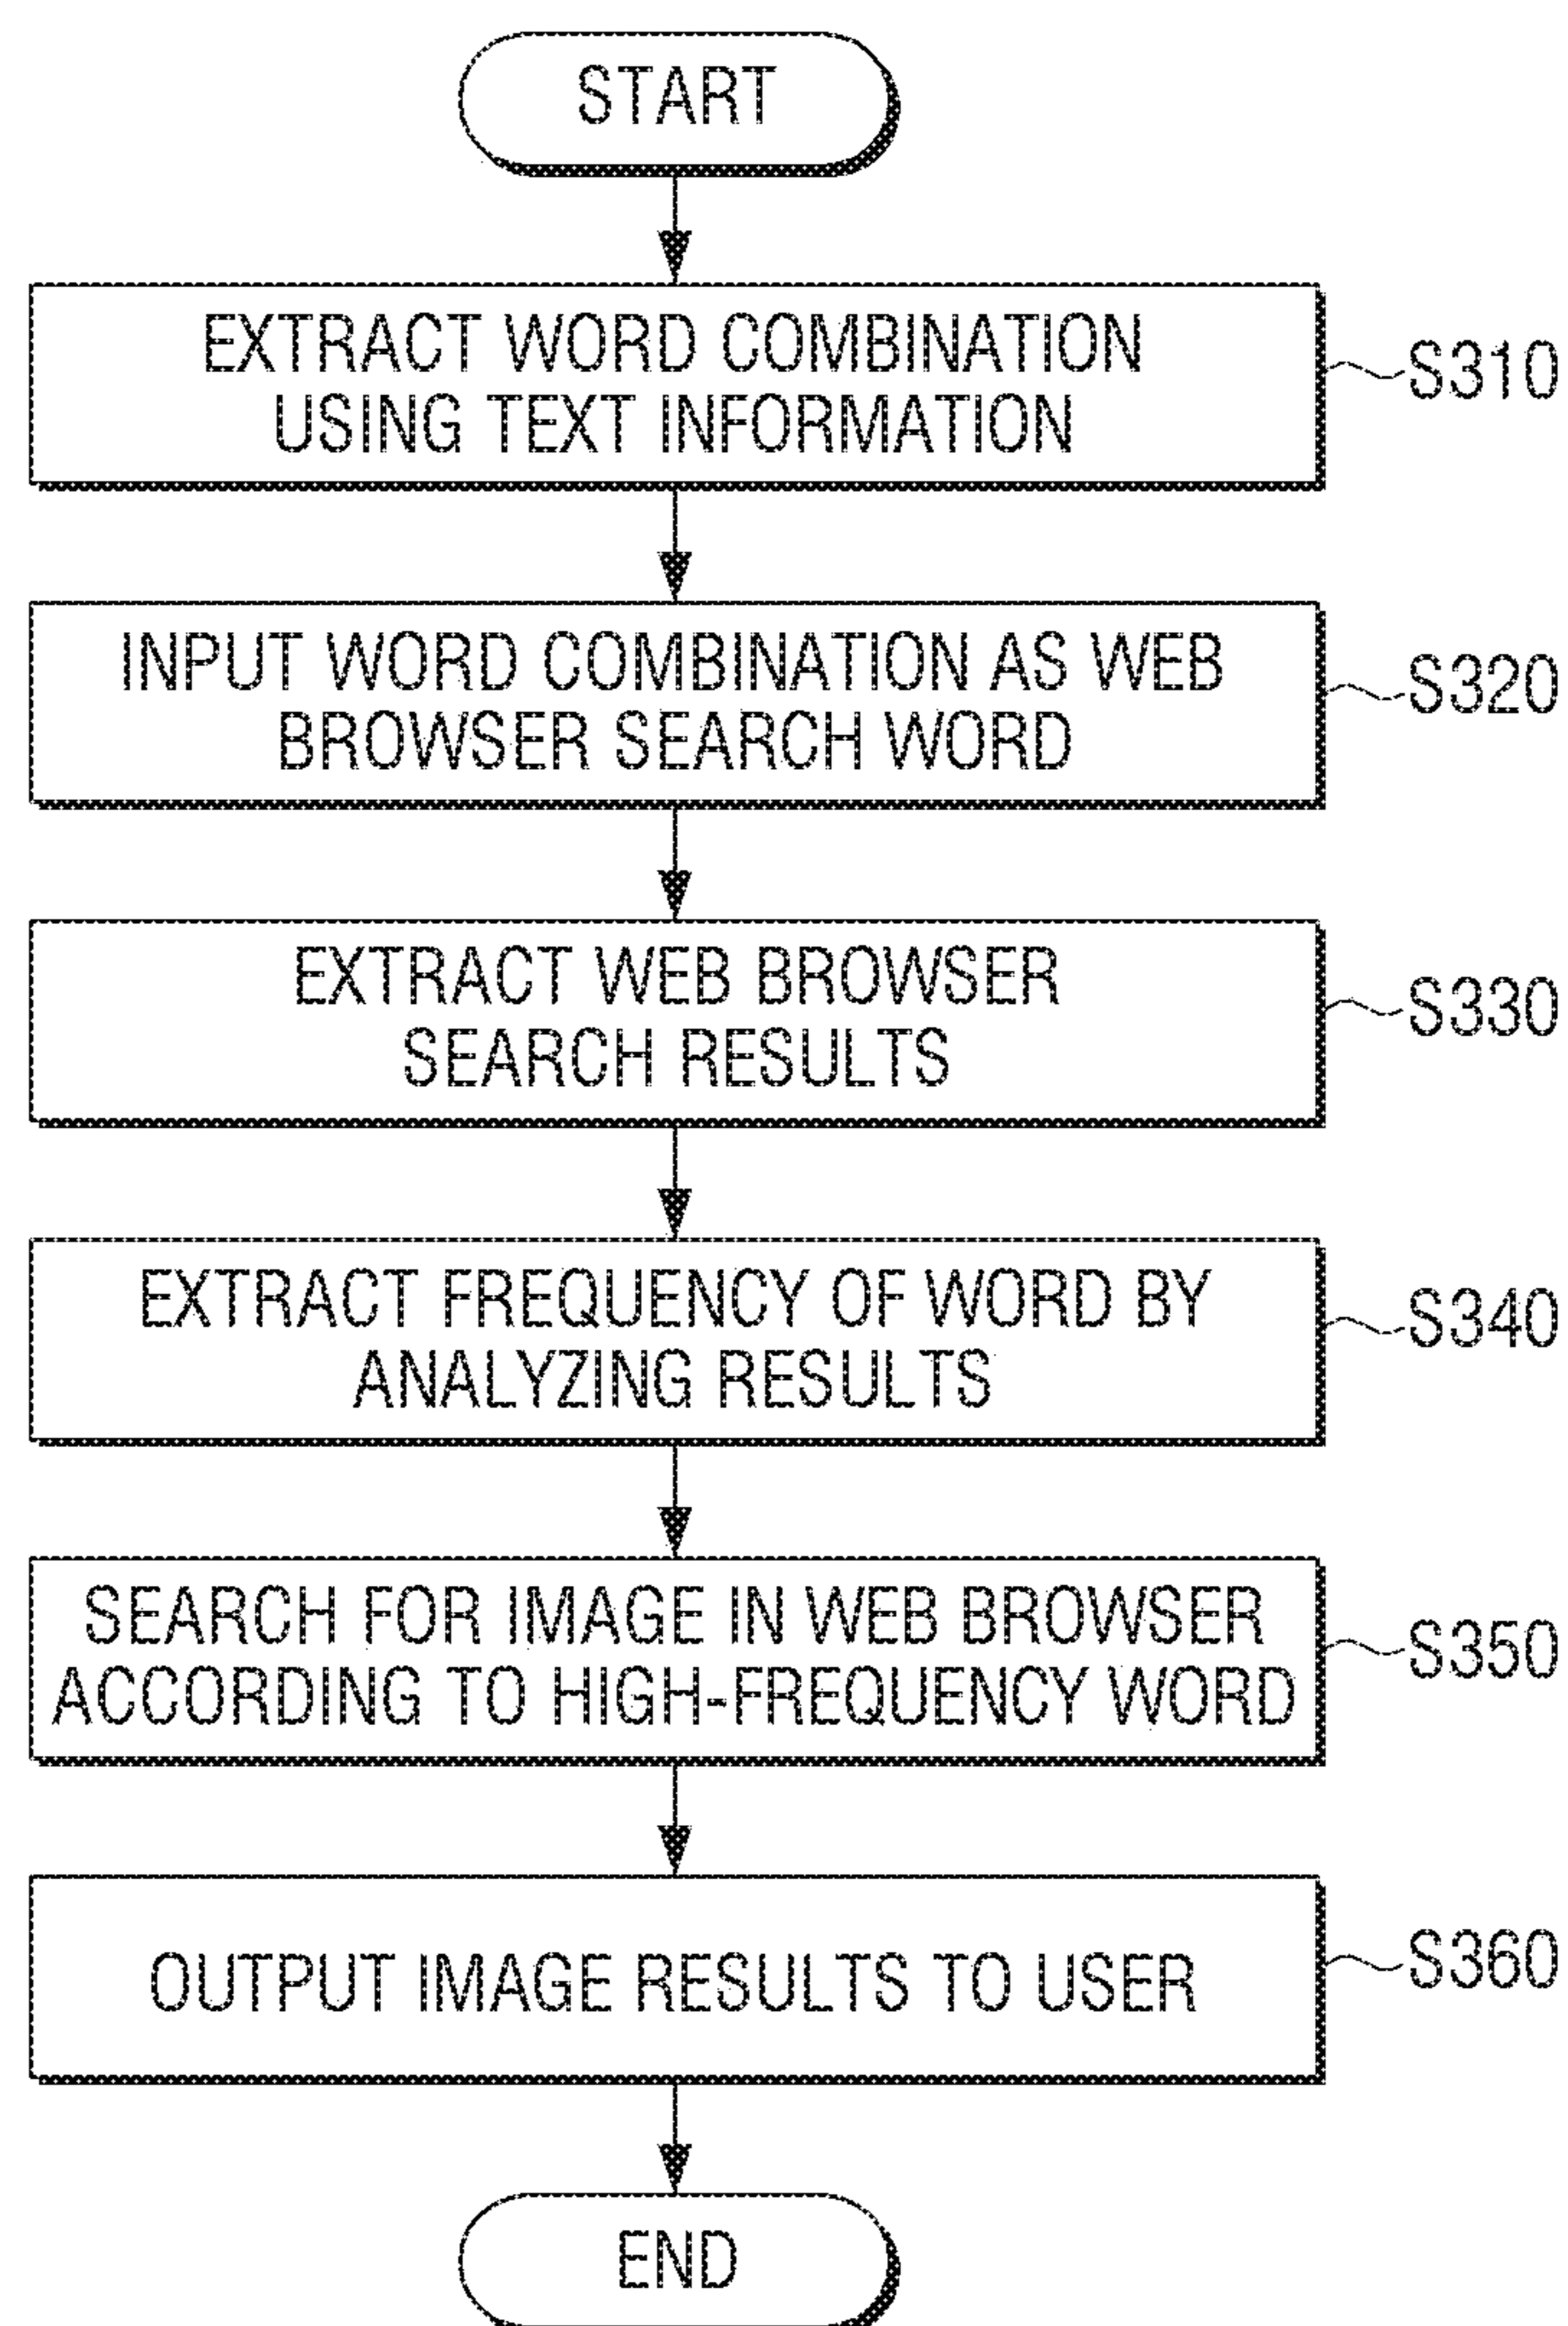 START
EXTRACT WORD COMBINATION
USING TEXT INFORMATION
S310
INPUT WORD COMBINATION AS WEB
BROWSER SEARCH WORD
S320
EXTRACT WEB BROWSER
SEARCH RESULTS
S330
EXTRACT FREQUENCY OF WORD BY
ANALYZING RESULTS
S340
SEARCH FOR IMAGE IN WEB BROWSER
ACCORDING TO HIGH-FREQUENCY WORD
S350
OUTPUT IMAGE RESULTS TO USER
S360
END